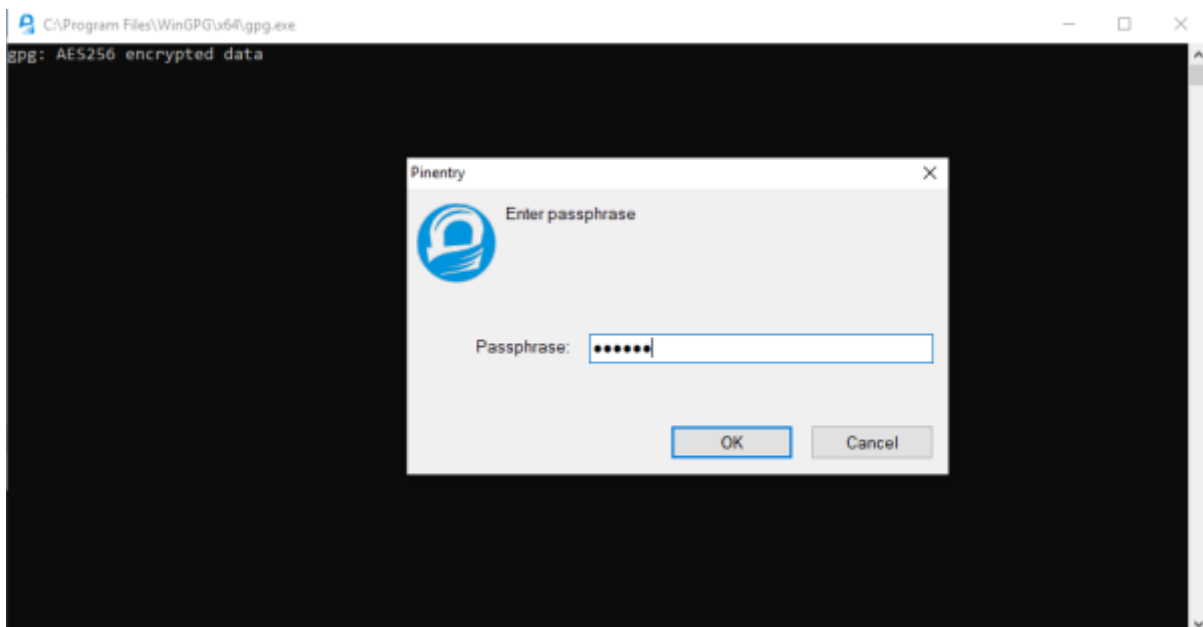 C:\Program Files\WinGPG\x64\gpg.exe
gpg: AES256 encrypted data
Pinentry
Enter passphrase
Passphrase: ●●●●●●
OK Cancel